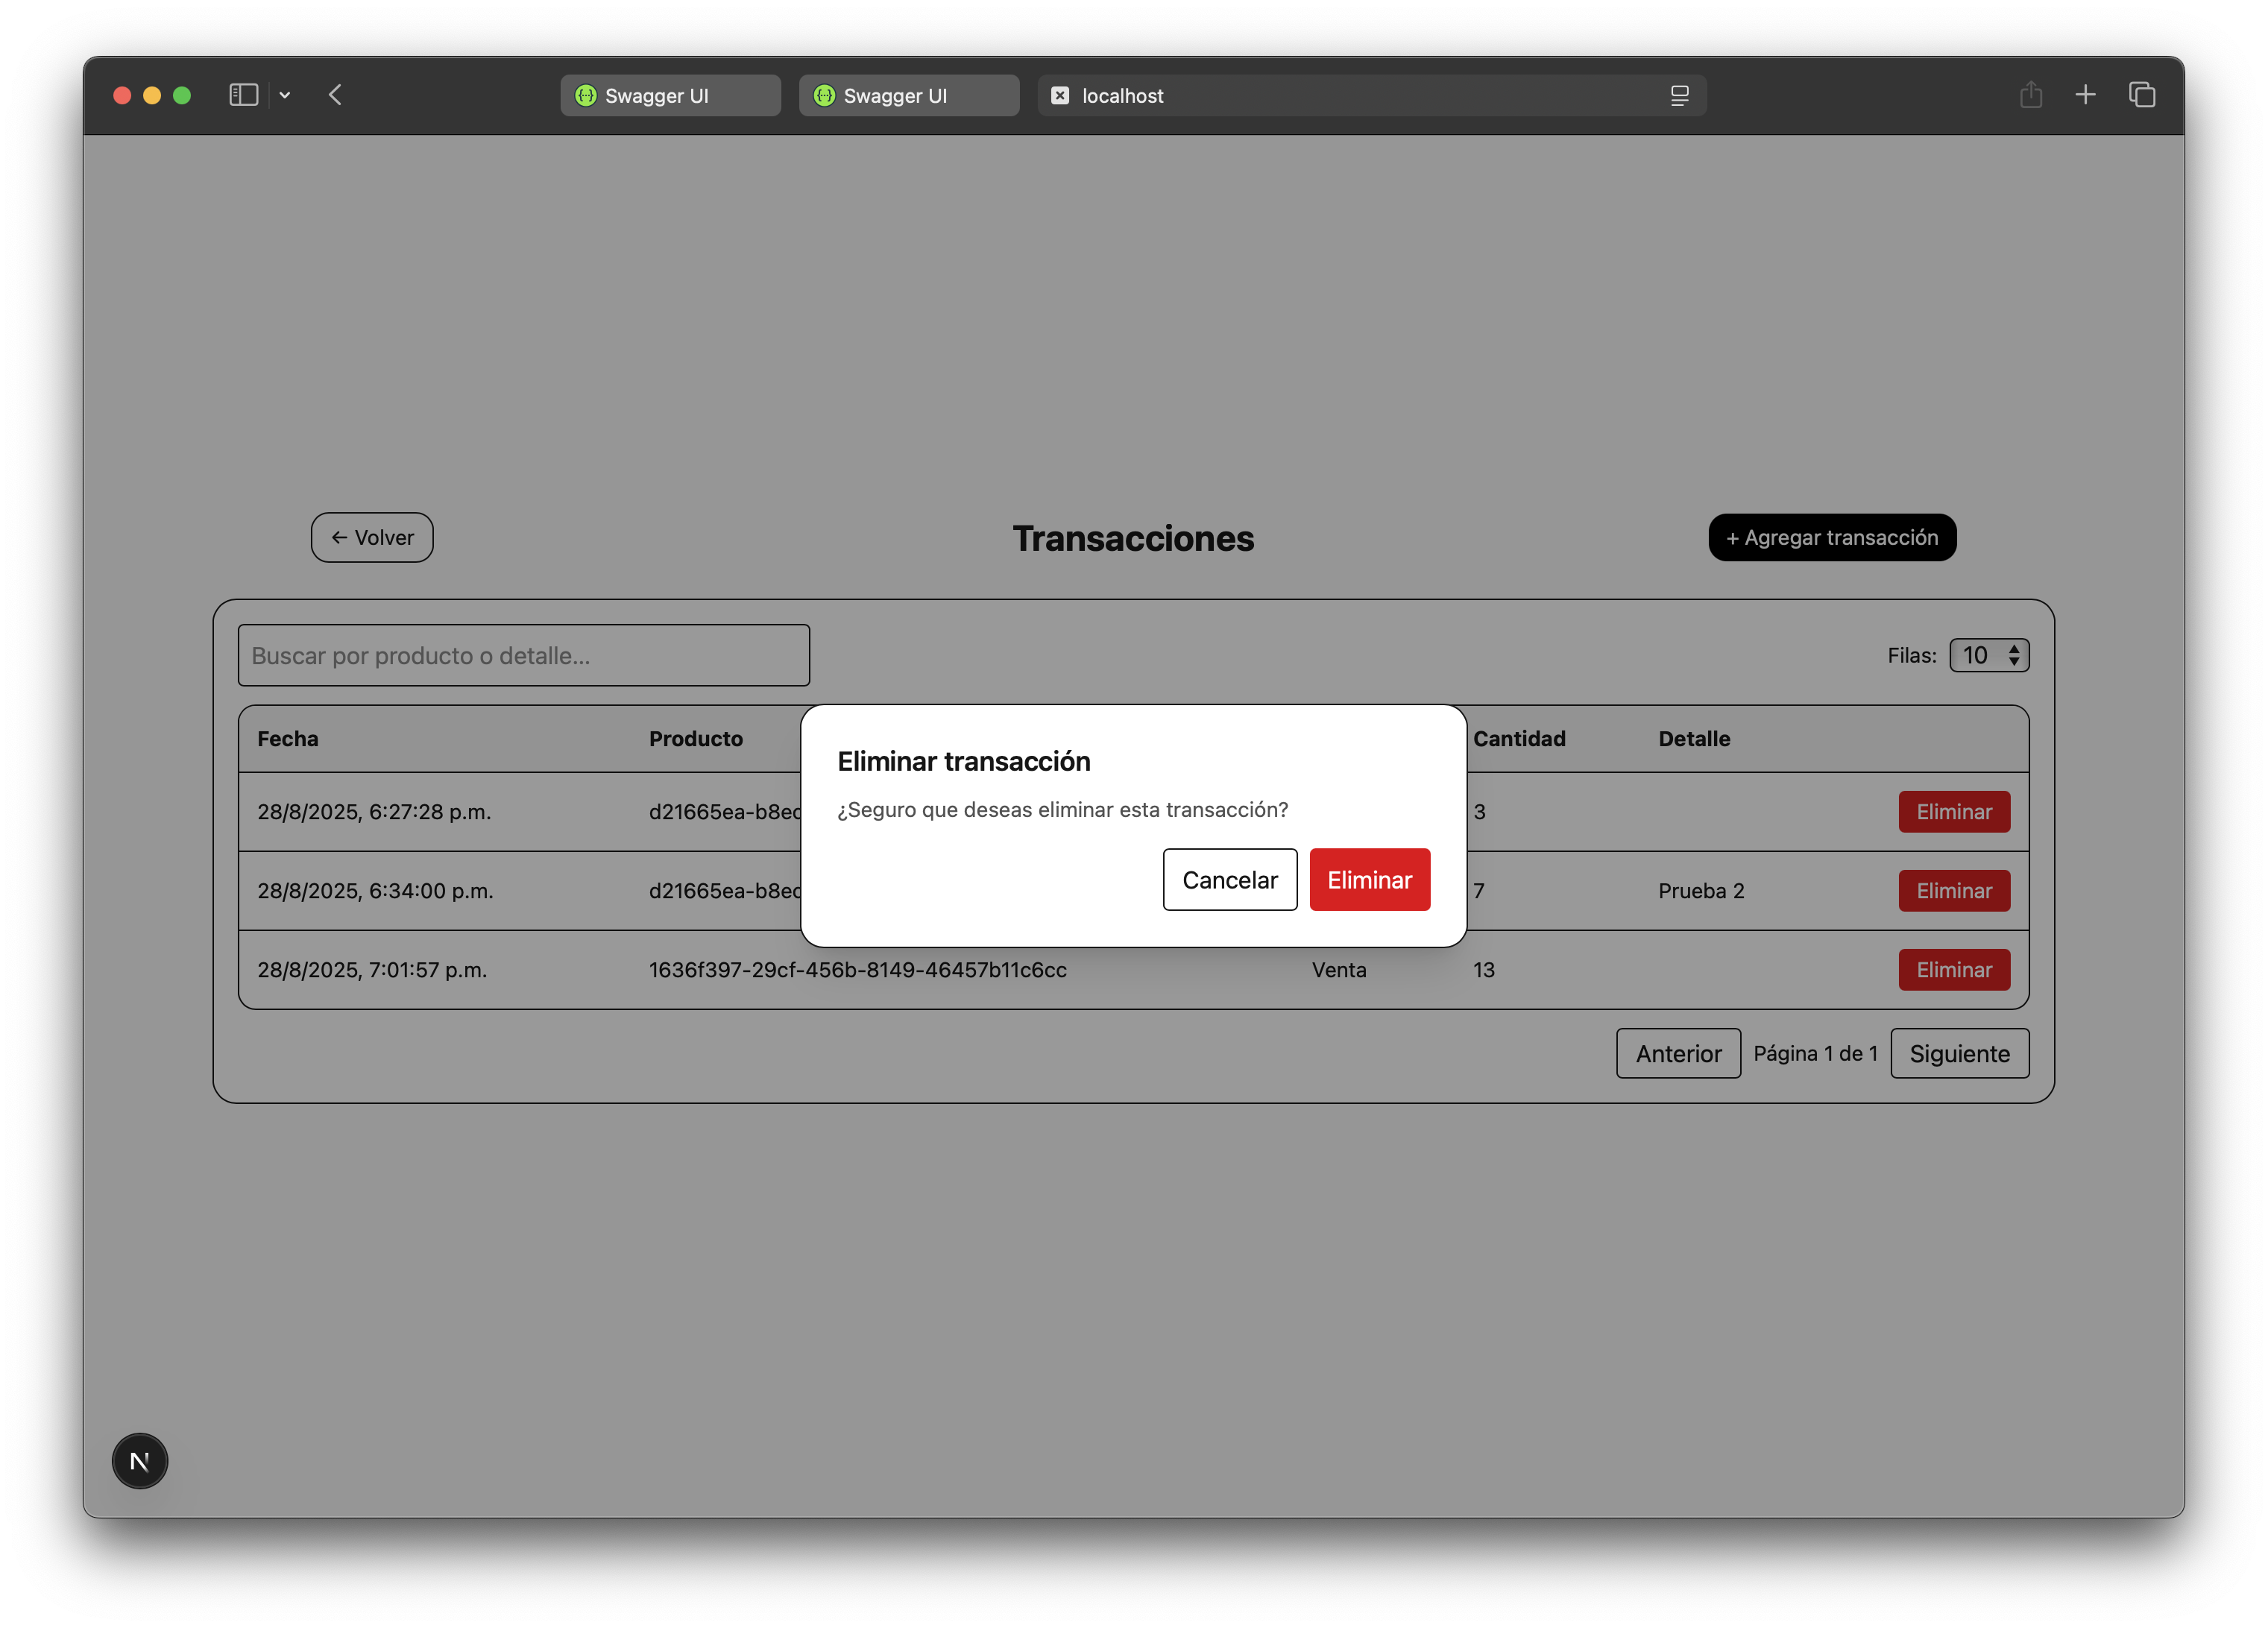 Swagger UI
Swagger UI
localhost
← Volver
Transacciones
+ Agregar transacción
Buscar por producto o detalle...
Filas: 10
Fecha Producto Cantidad Detalle
Eliminar transacción
¿Seguro que deseas eliminar esta transacción?
Cancelar Eliminar
28/8/2025, 6:27:28 p.m. d21665ea-b8ec 3 Eliminar
28/8/2025, 6:34:00 p.m. d21665ea-b8ec 7 Prueba 2 Eliminar
28/8/2025, 7:01:57 p.m. 1636f397-29cf-456b-8149-46457b11c6cc Venta 13 Eliminar
Anterior Página 1 de 1 Siguiente
N